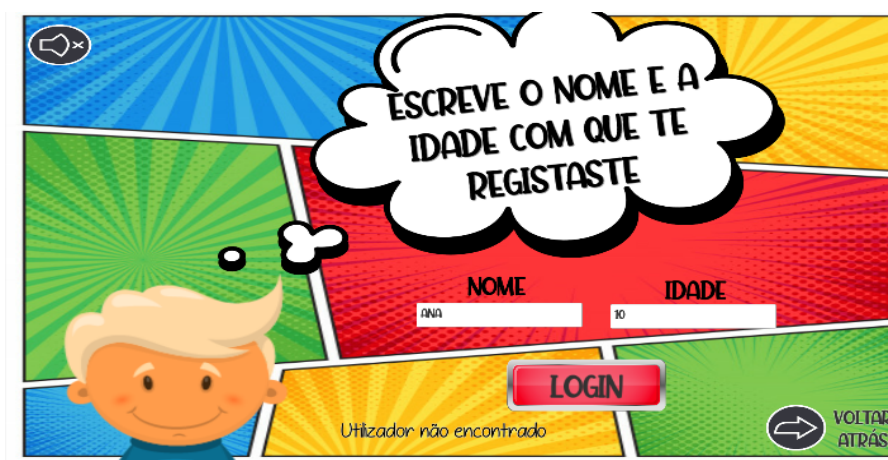 ESCREVE O NOME E A
IDADE COM QUE TE
REGISTASTE
NOME
IDADE
ANA
10
LOGIN
Utilizador não encontrado
VOLTAR
ATRÁS